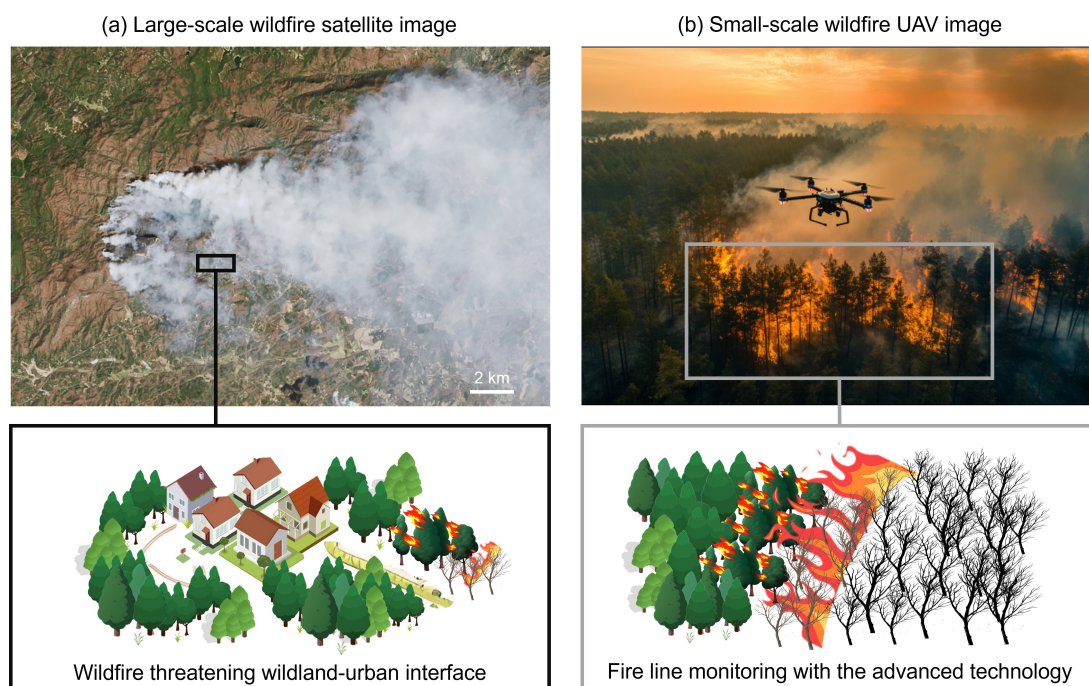 (a) Large-scale wildfire satellite image
(b) Small-scale wildfire UAV image
2 km
Wildfire threatening wildland-urban interface
Fire line monitoring with the advanced technology